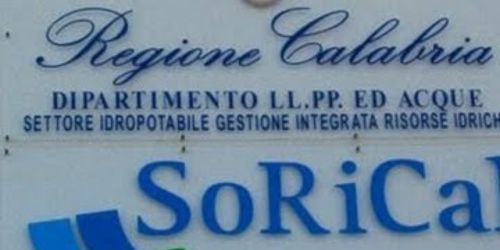 Regione Calabria
DIPARTIMENTO LL.PP. ED ACQUE
SETTORE IDROPOTABILE GESTIONE INTEGRATA RISORSE IDRICH
SoRiCal